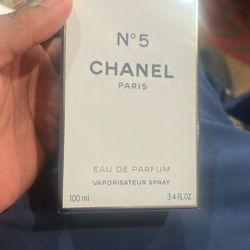 N°5
CHANEL
PARIS
EAU DE PARFUM
VAPORISATEUR SPRAY
100 ml 3.4 FL.OZ.